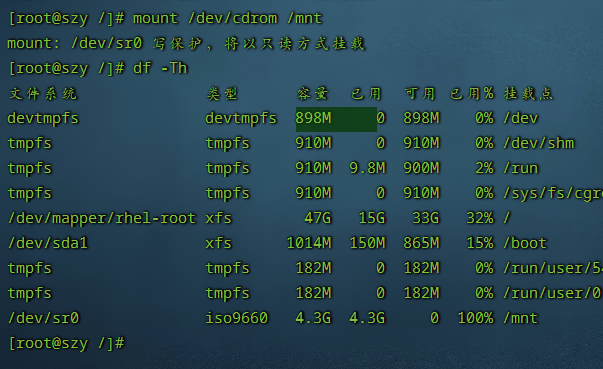 [root@szy /]# mount /dev/cdrom /mnt
mount: /dev/sr0 写保护，将以只读方式挂载
[root@szy /]# df -Th
文件系统 类型 容量 已用 可用 已用% 挂载点
devtmpfs devtmpfs 898M 0 898M 0% /dev
tmpfs tmpfs 910M 0 910M 0% /dev/shm
tmpfs tmpfs 910M 9.8M 900M 2% /run
tmpfs tmpfs 910M 0 910M 0% /sys/fs/cgro
/dev/mapper/rhel-root xfs 47G 15G 33G 32% /
/dev/sda1 xfs 1014M 150M 865M 15% /boot
tmpfs tmpfs 182M 0 182M 0% /run/user/54
tmpfs tmpfs 182M 0 182M 0% /run/user/0
/dev/sr0 iso9660 4.3G 4.3G 0 100% /mnt
[root@szy /]#